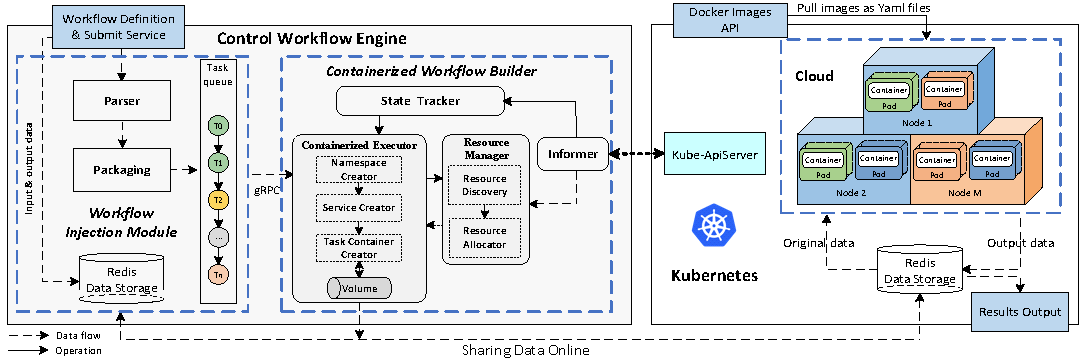 Workflow Definition
& Submit Service
Control Workflow Engine
Input & output data
Parser
Packaging
Workflow
Injection Module
Redis
Data Storage
Task
queue
T0
T1
T2
...
Tn
gRPC
Containerized Workflow Builder
State Tracker
Containerized Executor
Namespace
Creator
Service Creator
Task Container
Creator
Volume
Resource
Manager
Resource
Discovery
Resource
Allocator
Informer
Kube-ApiServer
Docker Images
API
Pull images as Yaml files
Cloud
Container
Pod
Container
Pod
Node 1
Container
Pod
Container
Pod
Node 2
Container
Pod
Container
Pod
Node M
Kubernetes
Original data
Output data
Redis
Data Storage
Results Output
Data flow
Operation
Sharing Data Online